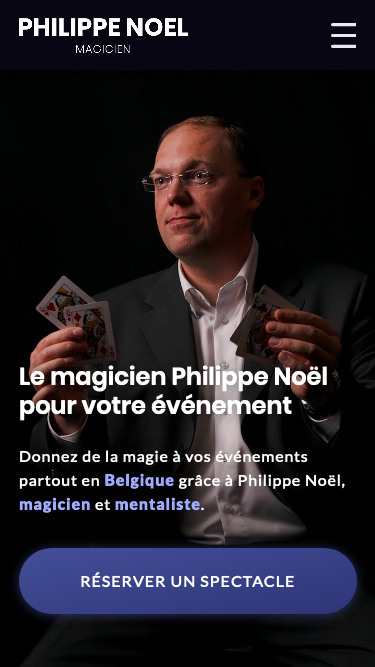 PHILIPPE NOEL
MAGICIEN
Le magicien Philippe Noël
pour votre événement
Donnez de la magie à vos événements
partout en Belgique grâce à Philippe Noël,
magicien et mentaliste.
RÉSERVER UN SPECTACLE